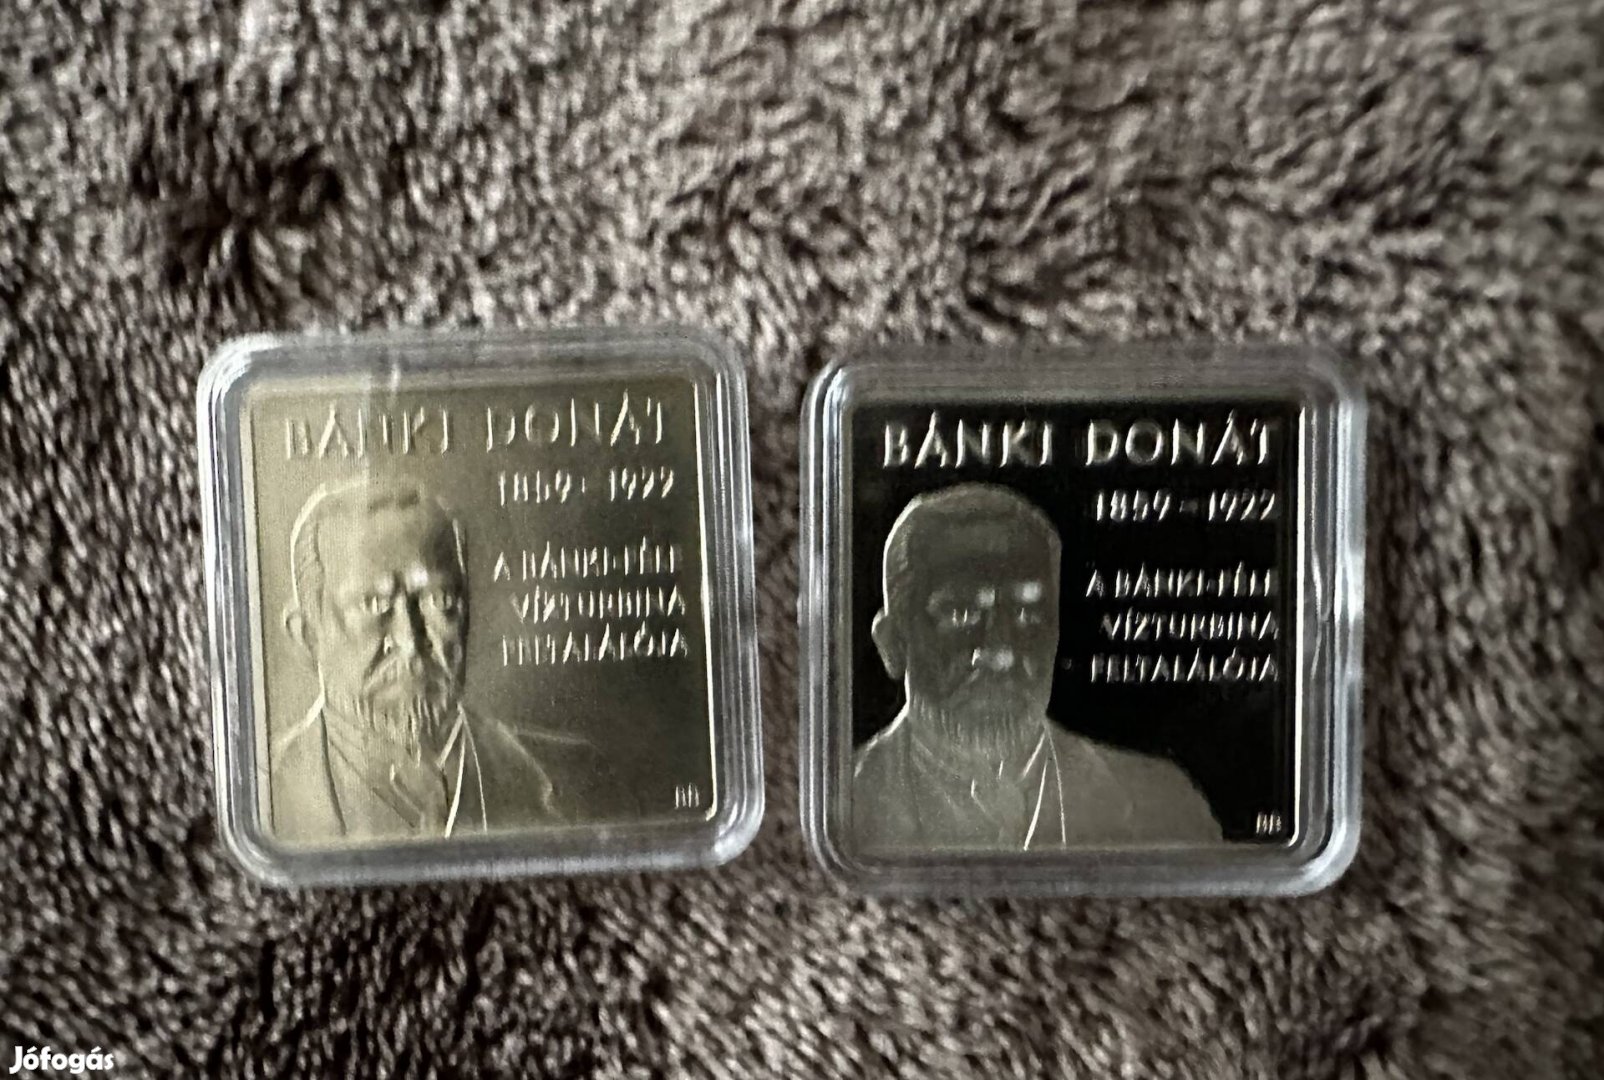 BÁNKI DONÁT
1859 - 1922
A BÁNKI-FÉLE
VÍZTURBINA
FELTALÁLÓJA
BB
BÁNKI DONÁT
1859 - 1922
A BÁNKI-FÉLE
VÍZTURBINA
FELTALÁLÓJA
BB
Jófogás